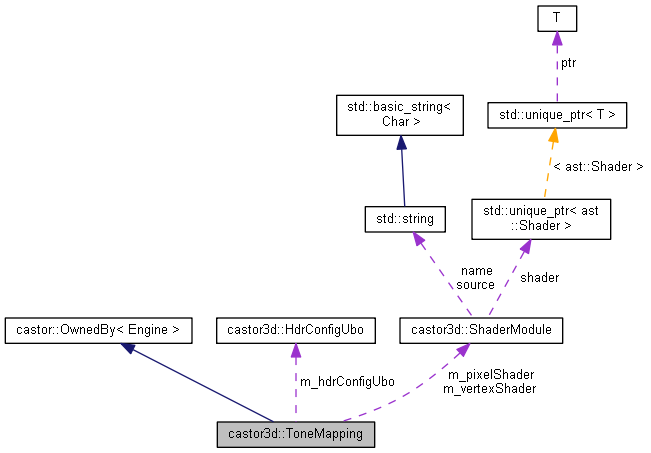 T
ptr
std::basic_string<
Char >
std::unique_ptr< T >
< ast::Shader >
std::string
std::unique_ptr< ast
::Shader >
name
source
shader
castor::OwnedBy< Engine >
castor3d::HdrConfigUbo
castor3d::ShaderModule
m_hdrConfigUbo
m_pixelShader
m_vertexShader
castor3d::ToneMapping